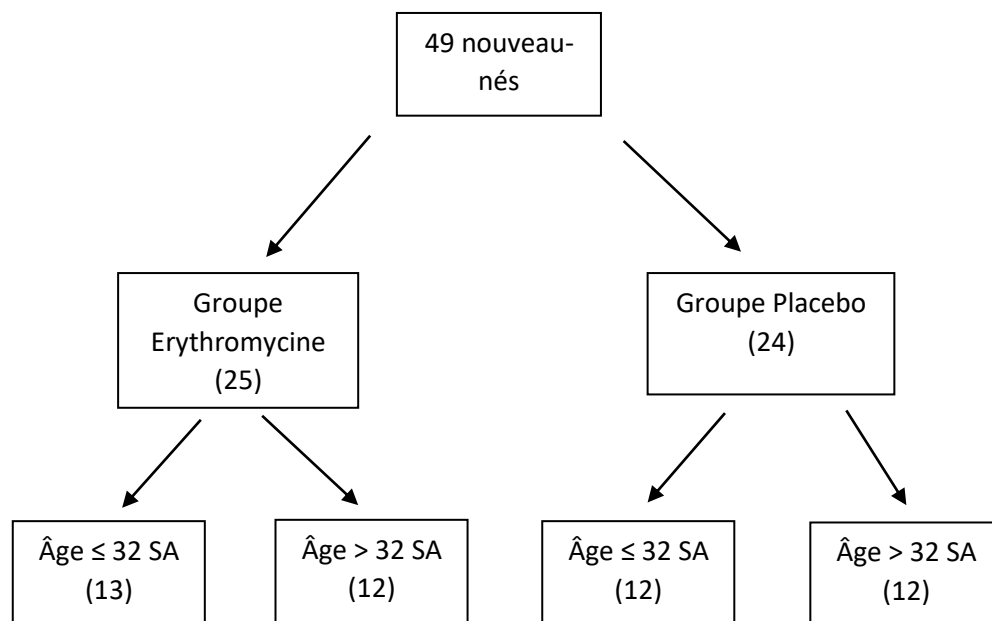 49 nouveau-
nés
Groupe
Erythromycine
(25)
Groupe Placebo
(24)
Âge ≤ 32 SA
(13)
Âge > 32 SA
(12)
Âge ≤ 32 SA
(12)
Âge > 32 SA
(12)